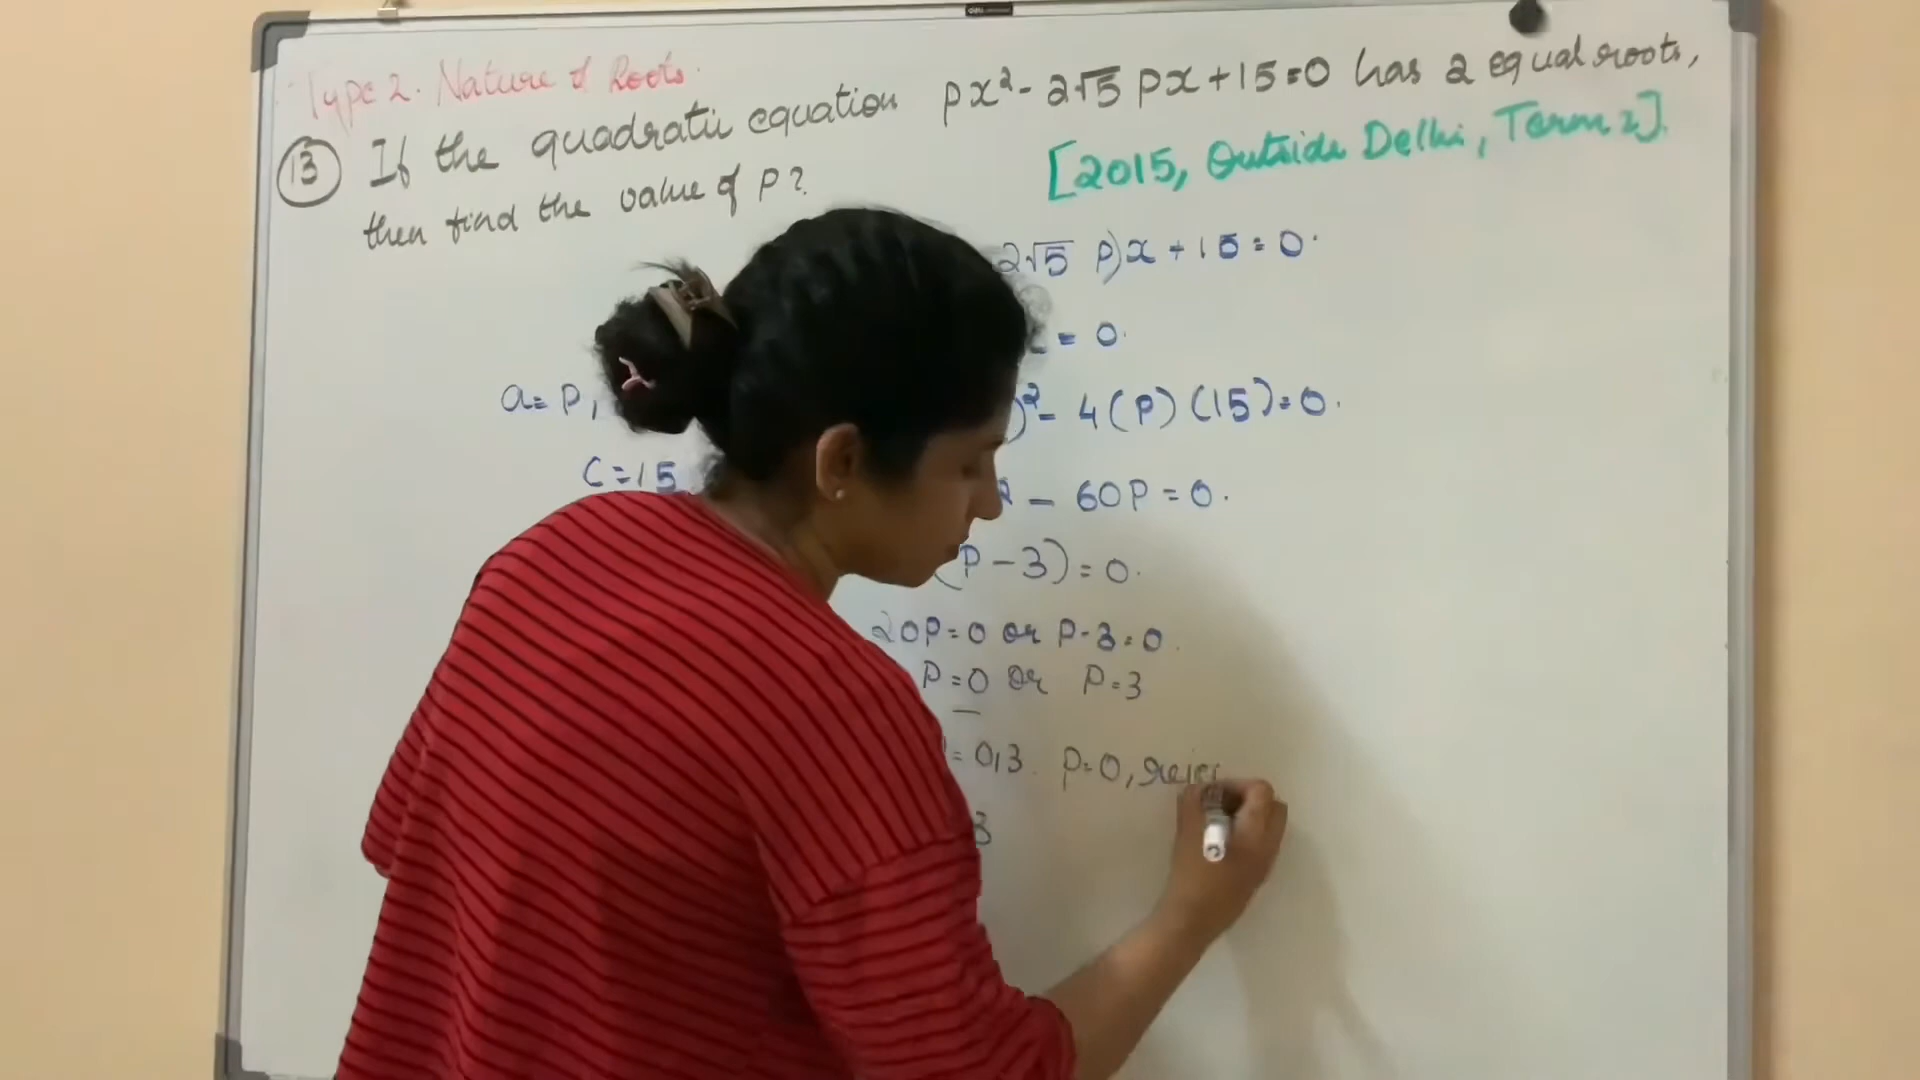 Type 2. Nature of Roots.
13 If the quadratic equation px²- 2√5 px+15=0 has 2 equal roots,
then find the value of P?
[2015, Outside Delhi, Term 2].
2√5 P)x + 15 = 0.
= 0.
a= P,
)²- 4(P)(15)=0.
C=15
- 60P = 0.
(P-3)=0.
20P=0 or P-3=0.
P=0 or P=3
= 0,3. P=0, rejec
3